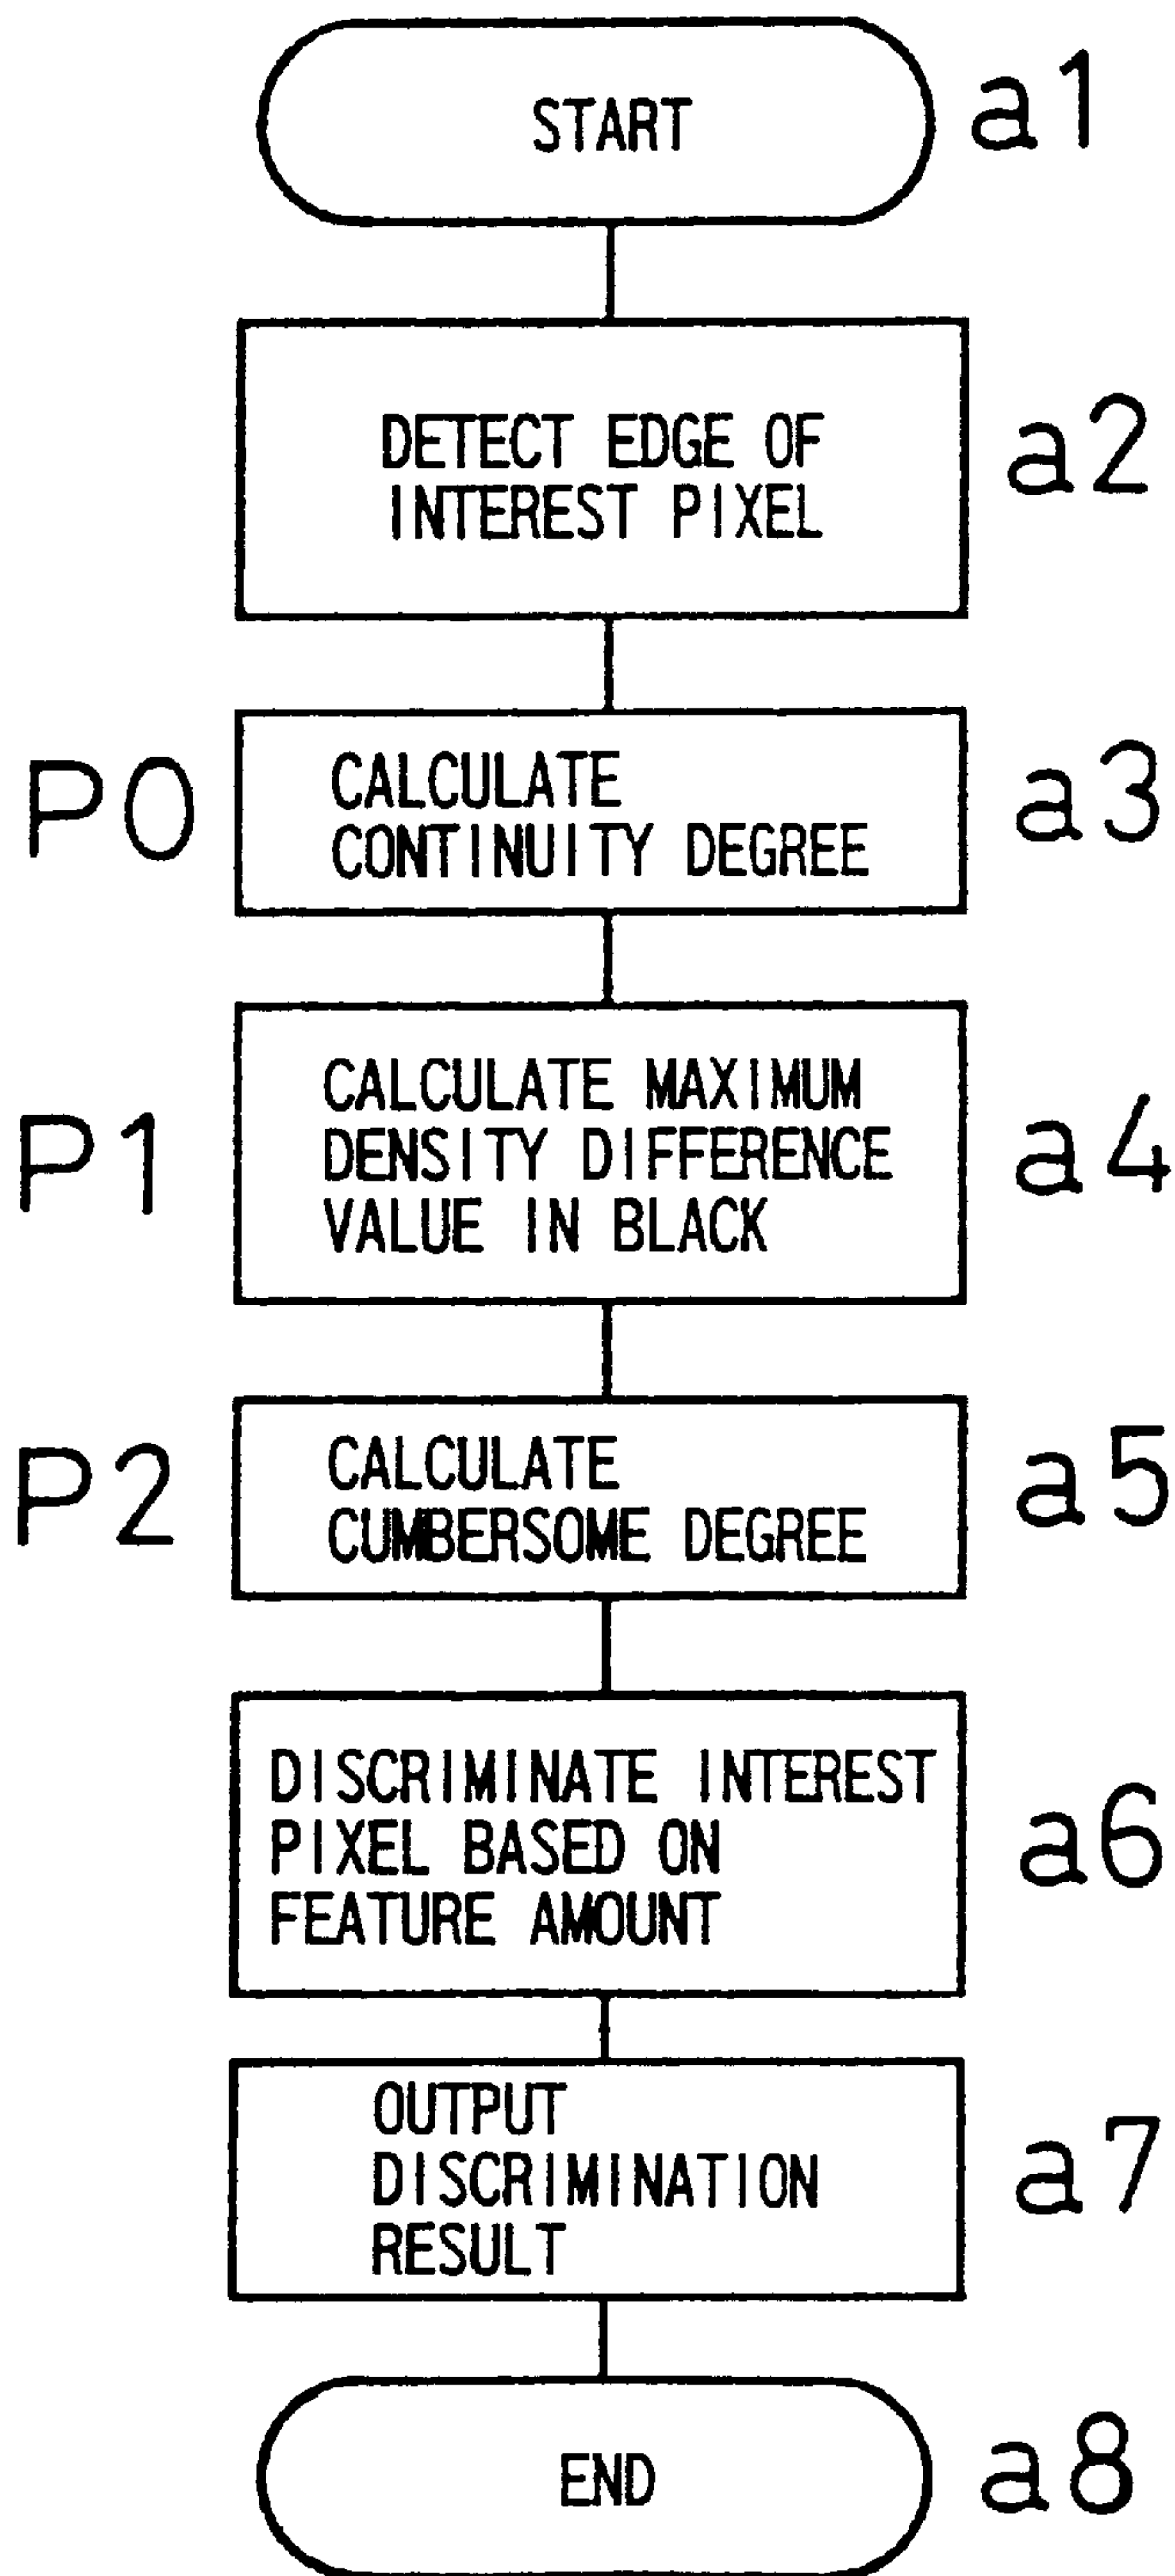 START
a1
DETECT EDGE OF
INTEREST PIXEL
a2
P0
CALCULATE
CONTINUITY DEGREE
a3
P1
CALCULATE MAXIMUM
DENSITY DIFFERENCE
VALUE IN BLACK
a4
P2
CALCULATE
CUMBERSOME DEGREE
a5
DISCRIMINATE INTEREST
PIXEL BASED ON
FEATURE AMOUNT
a6
OUTPUT
DISCRIMINATION
RESULT
a7
END
a8